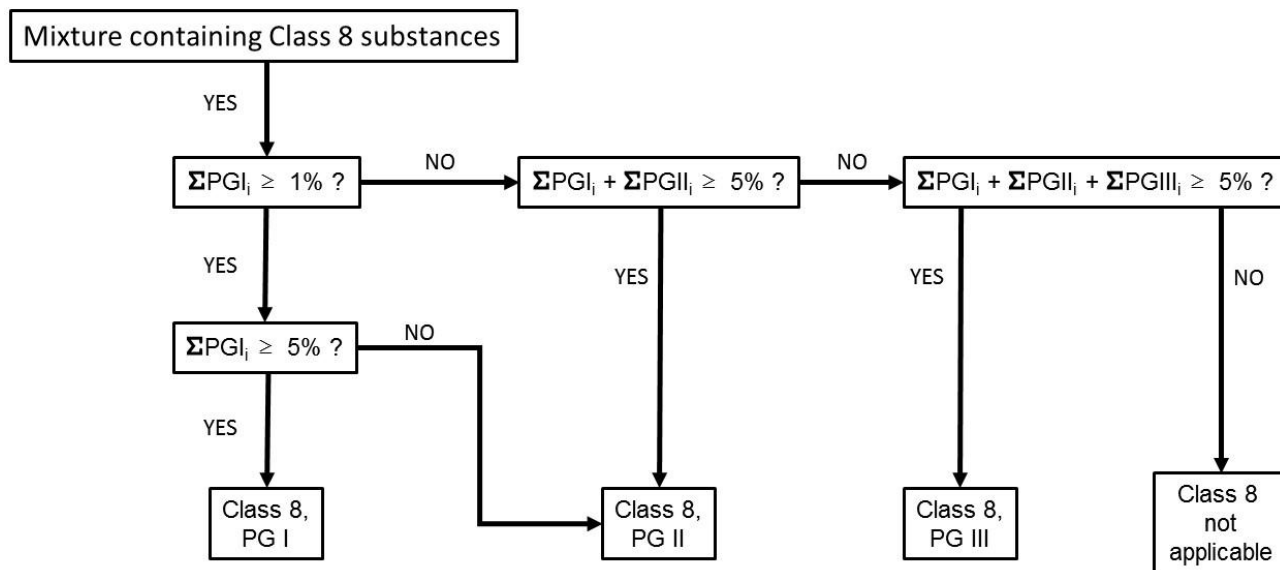 Mixture containing Class 8 substances
YES
ΣPGIᵢ ≥ 1% ?
NO
ΣPGIᵢ + ΣPGIIᵢ ≥ 5% ?
NO
ΣPGIᵢ + ΣPGIIᵢ + ΣPGIIIᵢ ≥ 5% ?
YES
YES
YES
NO
ΣPGIᵢ ≥ 5% ?
NO
YES
Class 8,
PG I
Class 8,
PG II
Class 8,
PG III
Class 8
not
applicable